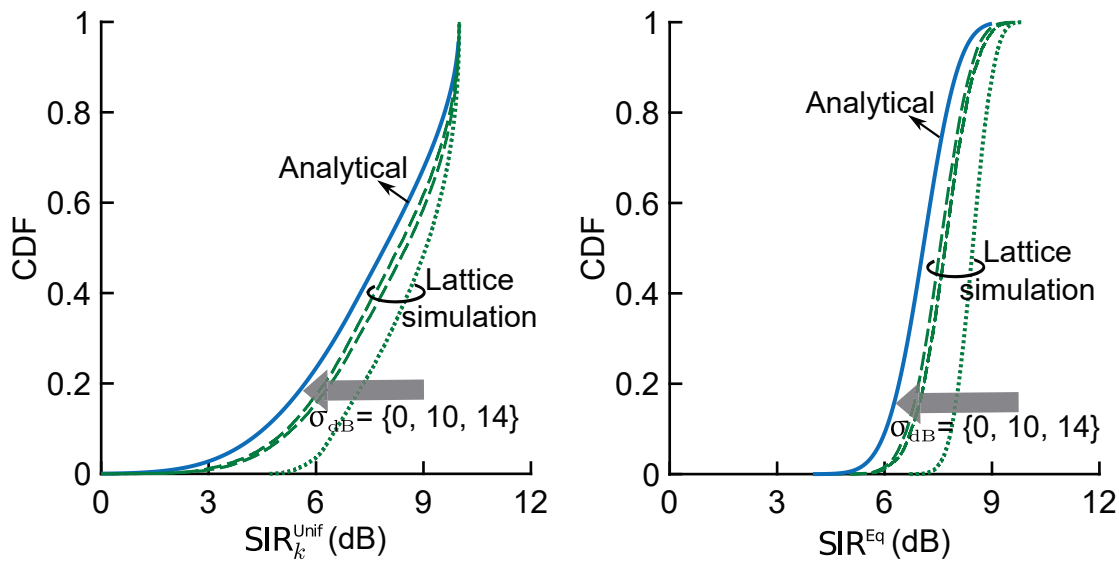 1
0.8
0.6
0.4
0.2
0
CDF
Analytical
Lattice
simulation
σdB = {0, 10, 14}
0 3 6 9 12
SIR_k^Unif (dB)
1
0.8
0.6
0.4
0.2
0
CDF
Analytical
Lattice
simulation
σdB = {0, 10, 14}
0 3 6 9 12
SIR^Eq (dB)